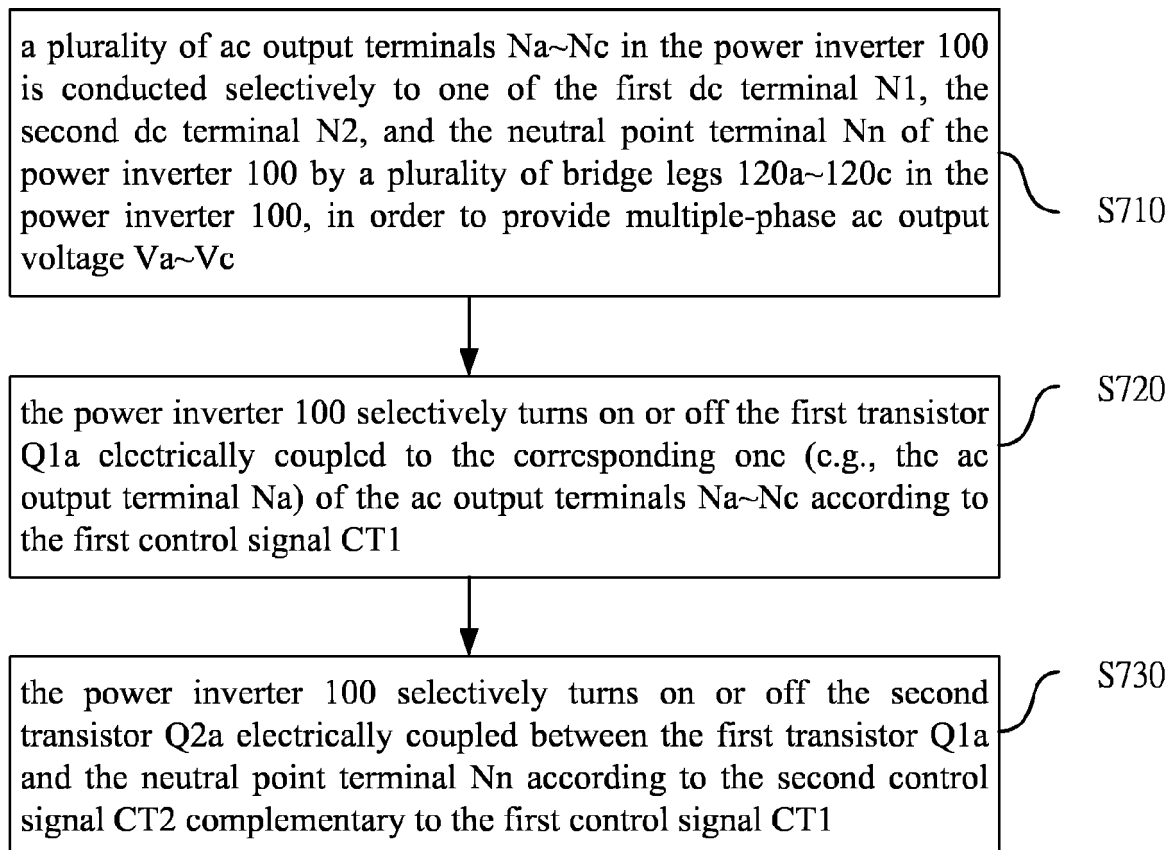 a plurality of ac output terminals Na~Nc in the power inverter 100
is conducted selectively to one of the first dc terminal N1, the
second dc terminal N2, and the neutral point terminal Nn of the
power inverter 100 by a plurality of bridge legs 120a~120c in the
power inverter 100, in order to provide multiple-phase ac output
voltage Va~Vc
S710
the power inverter 100 selectively turns on or off the first transistor
Q1a electrically coupled to the corresponding one (e.g., the ac
output terminal Na) of the ac output terminals Na~Nc according to
the first control signal CT1
S720
the power inverter 100 selectively turns on or off the second
transistor Q2a electrically coupled between the first transistor Q1a
and the neutral point terminal Nn according to the second control
signal CT2 complementary to the first control signal CT1
S730